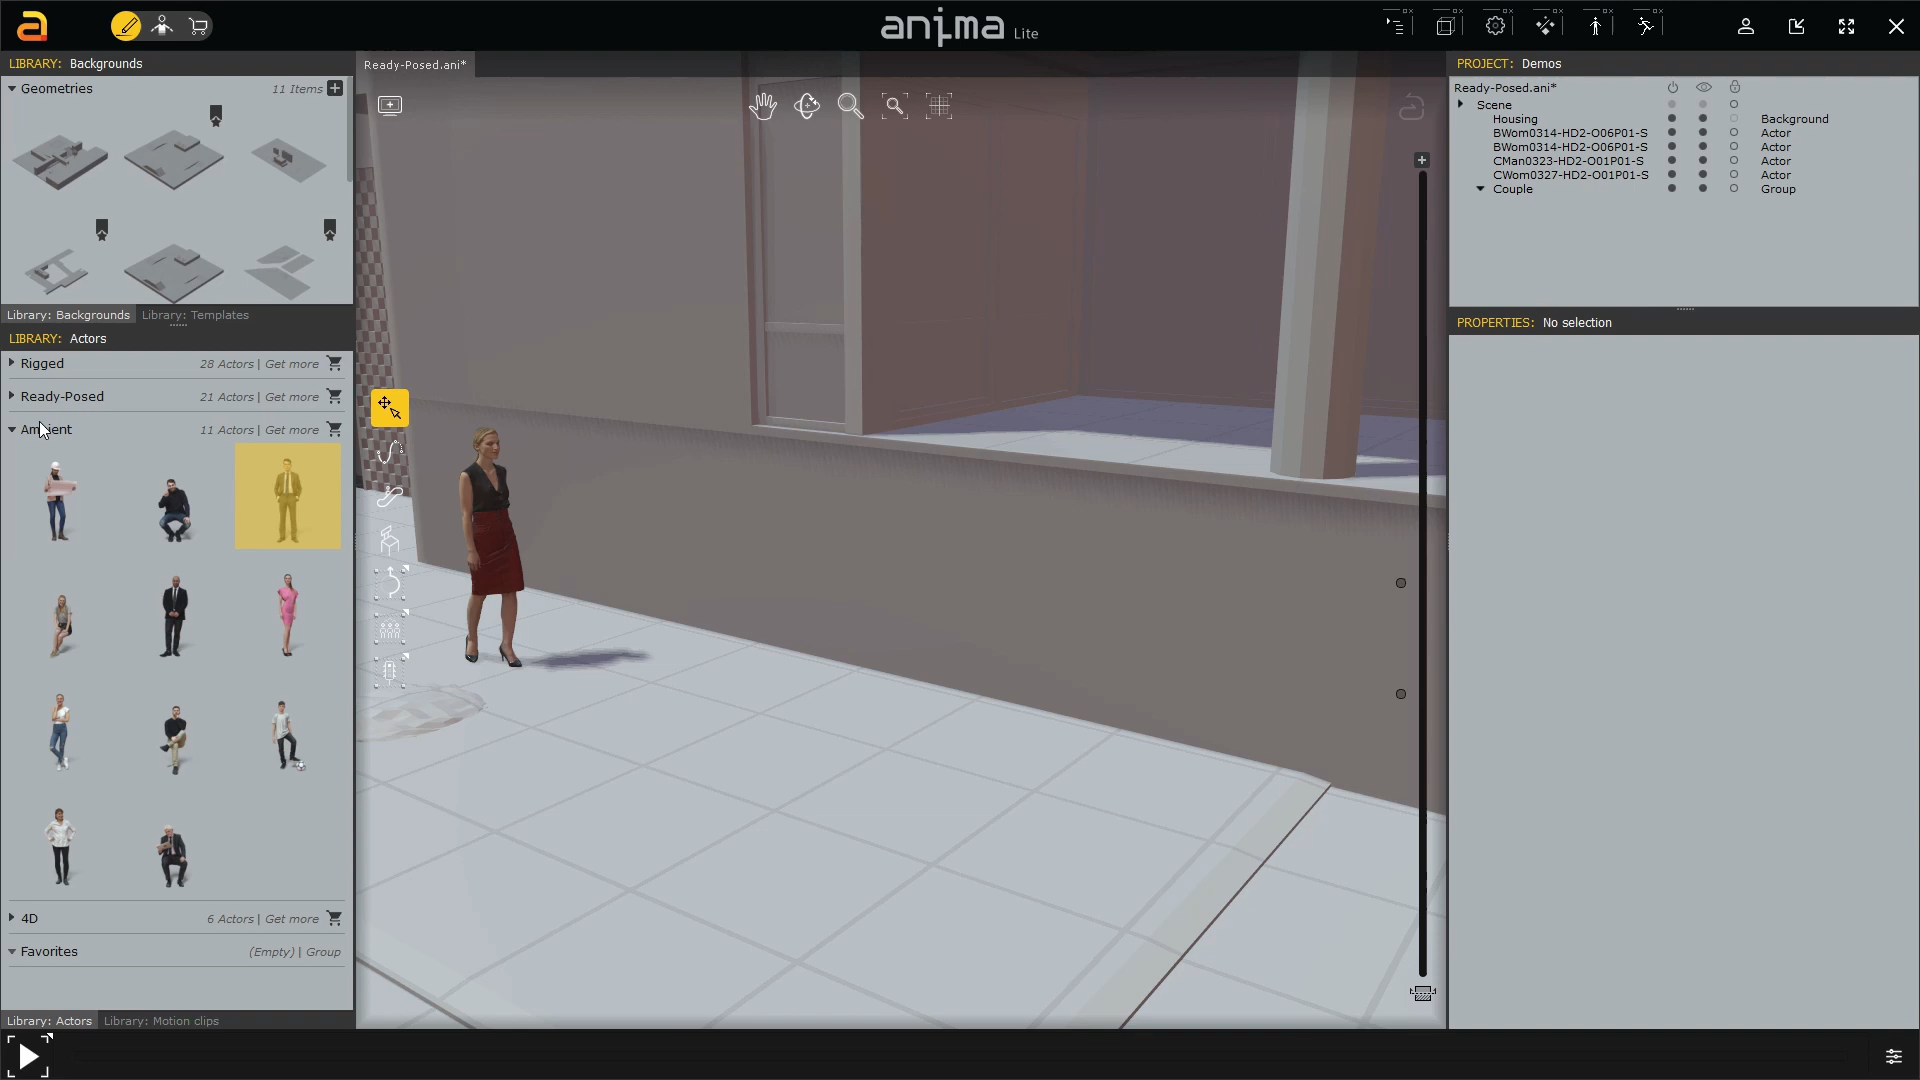 anima Lite
LIBRARY: Backgrounds
Geometries 11 Items
Library: Backgrounds Library: Templates
LIBRARY: Actors
Rigged 28 Actors | Get more
Ready-Posed 21 Actors | Get more
Ambient 11 Actors | Get more
4D 6 Actors | Get more
Favorites (Empty) | Group
Library: Actors Library: Motion clips
Ready-Posed.ani*
PROJECT: Demos
Ready-Posed.ani*
Scene
Housing Background
BWom0314-HD2-O06P01-S Actor
BWom0314-HD2-O06P01-S Actor
CMan0323-HD2-O01P01-S Actor
CWom0327-HD2-O01P01-S Actor
Couple Group
PROPERTIES: No selection